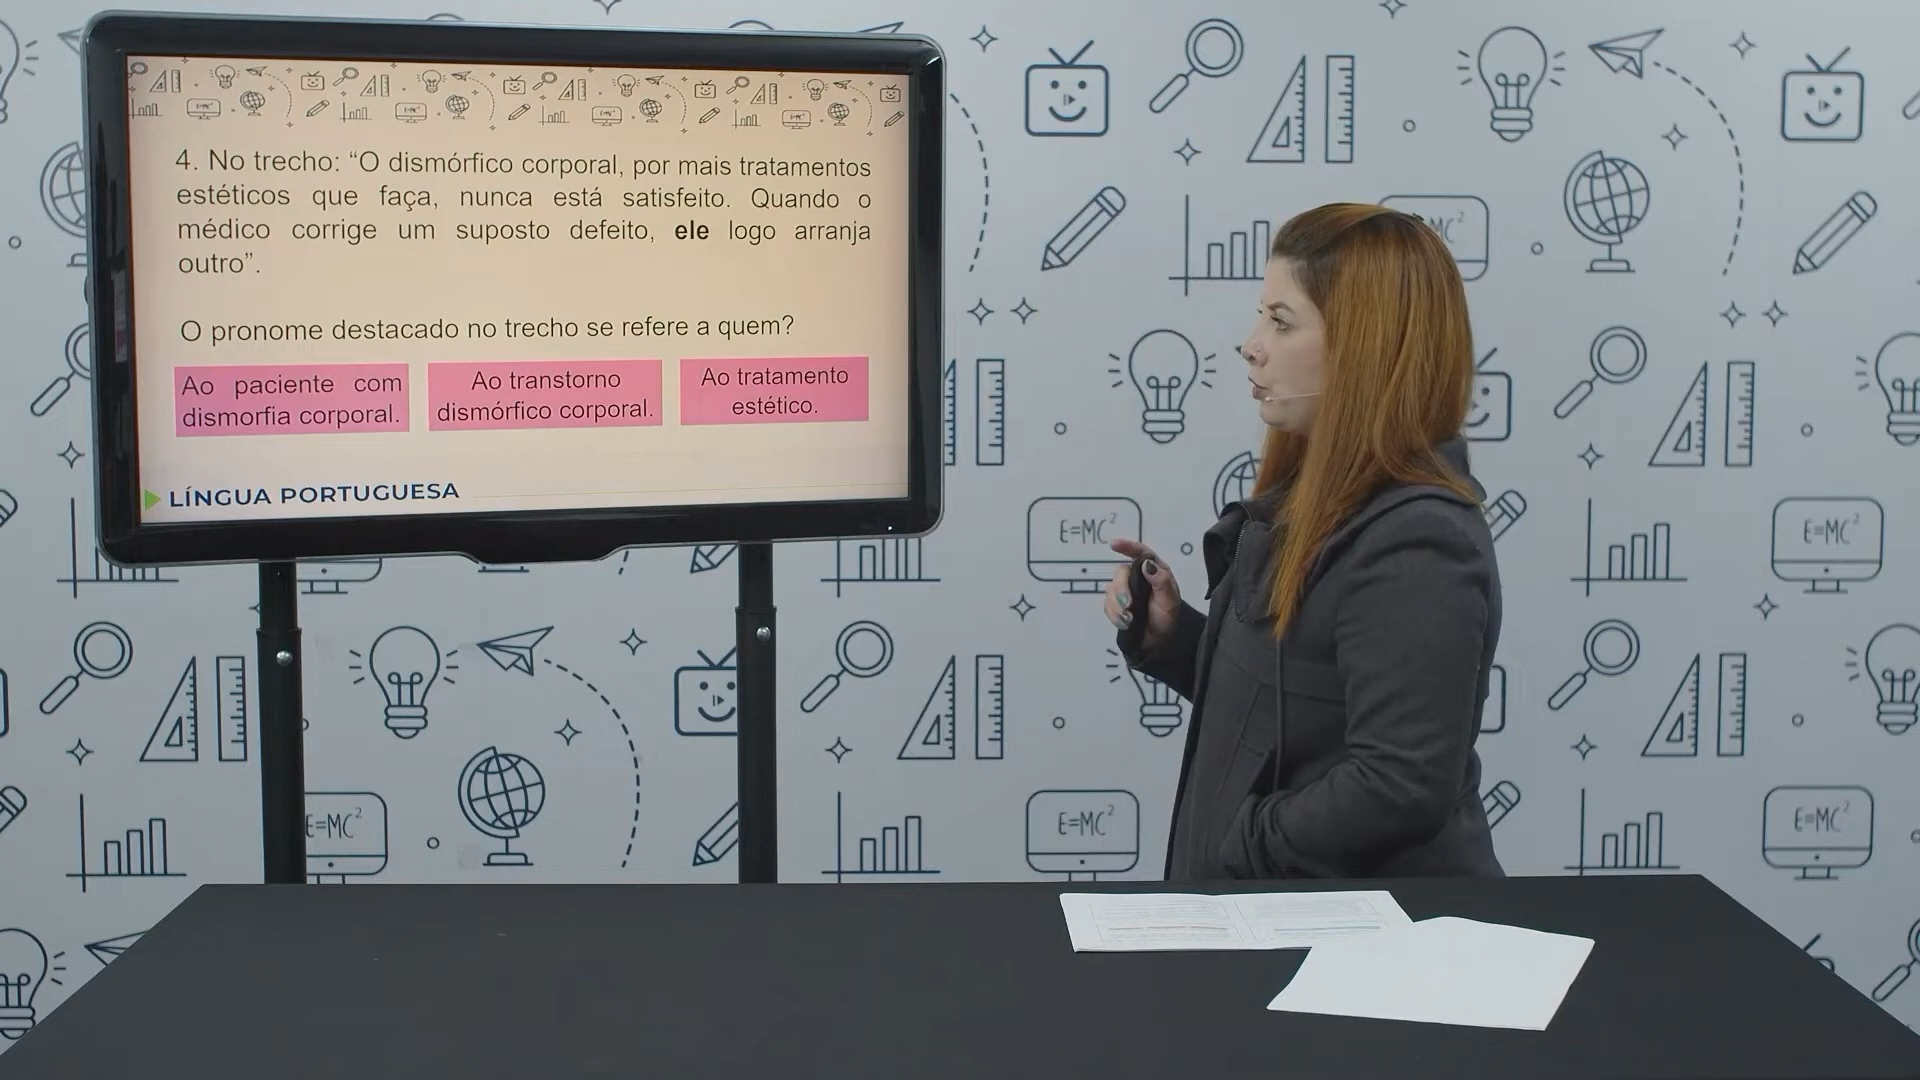 4. No trecho: “O dismórfico corporal, por mais tratamentos
estéticos que faça, nunca está satisfeito. Quando o
médico corrige um suposto defeito, ele logo arranja
outro”.
O pronome destacado no trecho se refere a quem?
Ao paciente com
dismorfia corporal.
Ao transtorno
dismórfico corporal.
Ao tratamento
estético.
LÍNGUA PORTUGUESA
MC²
E=MC²
E=MC²
E=MC²
E=MC²
E=MC²